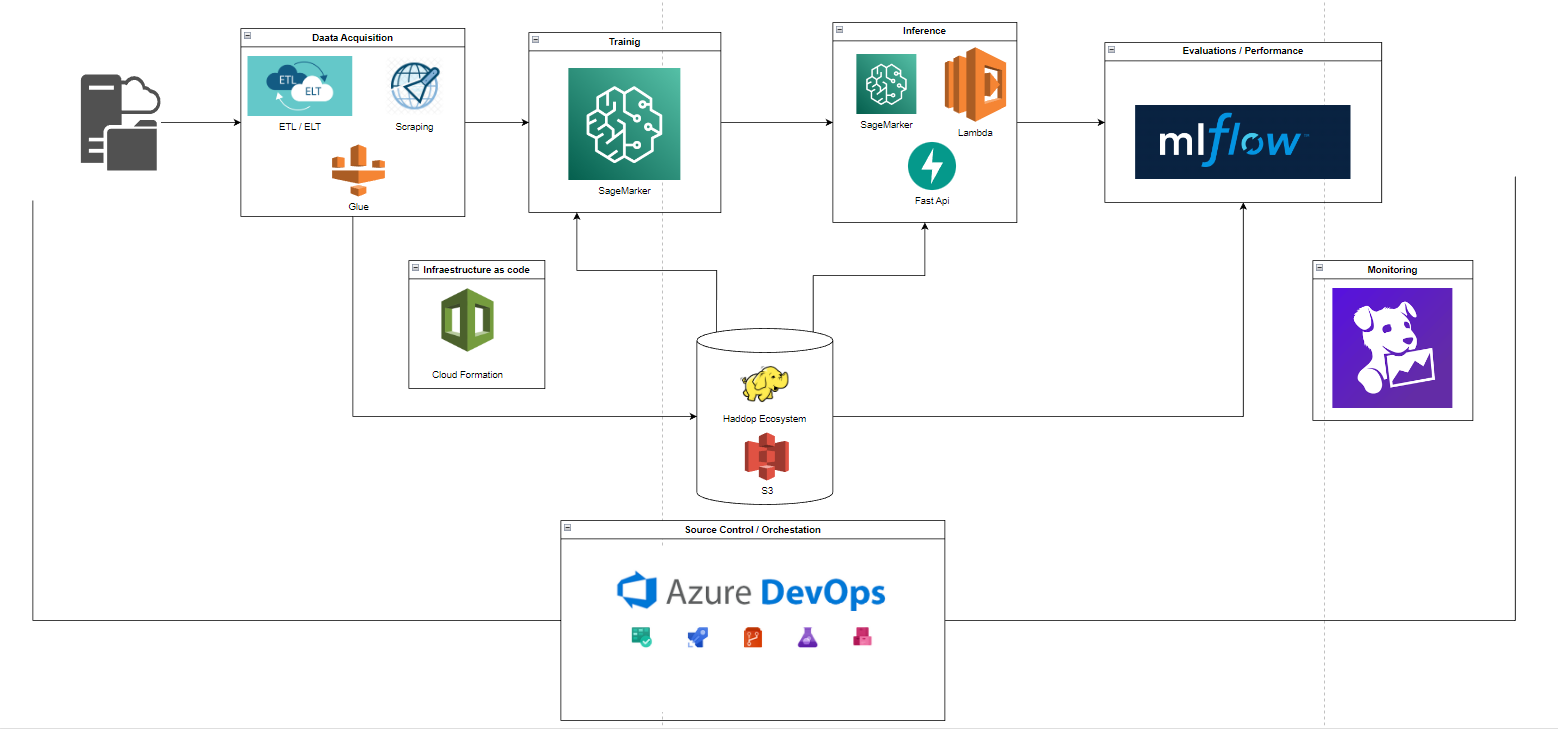 Daata Acquisition
ETL
ELT
ETL / ELT
Scraping
Glue
Trainig
SageMarker
Inference
SageMarker
Lambda
Fast Api
Evaluations / Performance
mlflow™
Infraestructure as code
Cloud Formation
Monitoring
Haddop Ecosystem
S3
Source Control / Orchestation
Azure DevOps